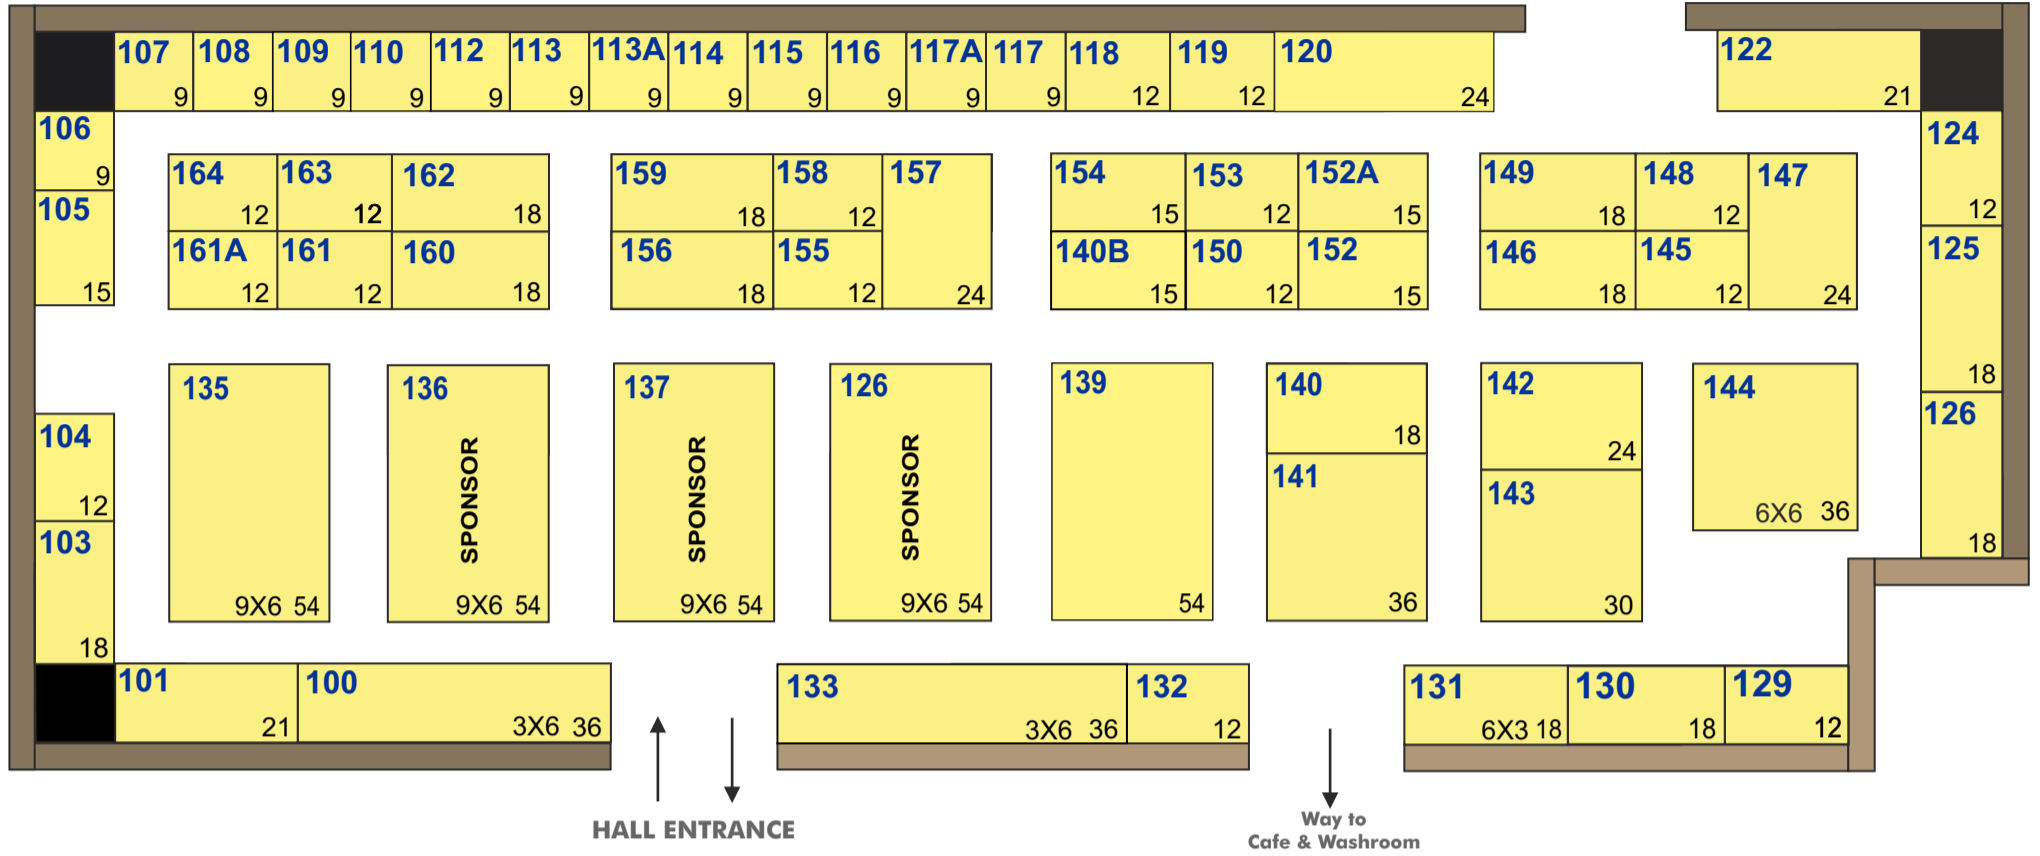 107 108 109 110 112 113 113A 114 115 116 117A 117 118 119 120 122
9 9 9 9 9 9 9 9 9 9 9 9 12 12 24 21
106 124
9 12
105 125
15 18
164 163 162 159 158 157 154 153 152A 149 148 147
12 12 18 18 12 15 12 15 18 12
161A 161 160 156 155 140B 150 152 146 145
12 12 18 18 12 24 15 12 15 18 12 24
135 136 137 126 139 140 142 144
18 24
SPONSOR SPONSOR SPONSOR
104 141 143 126
12 6X6 36 18
103
18
9X6 54 9X6 54 9X6 54 9X6 54 54 36 30
101 100 133 132 131 130 129
21 3X6 36 3X6 36 12 6X3 18 18 12
HALL ENTRANCE
Way to
Cafe & Washroom